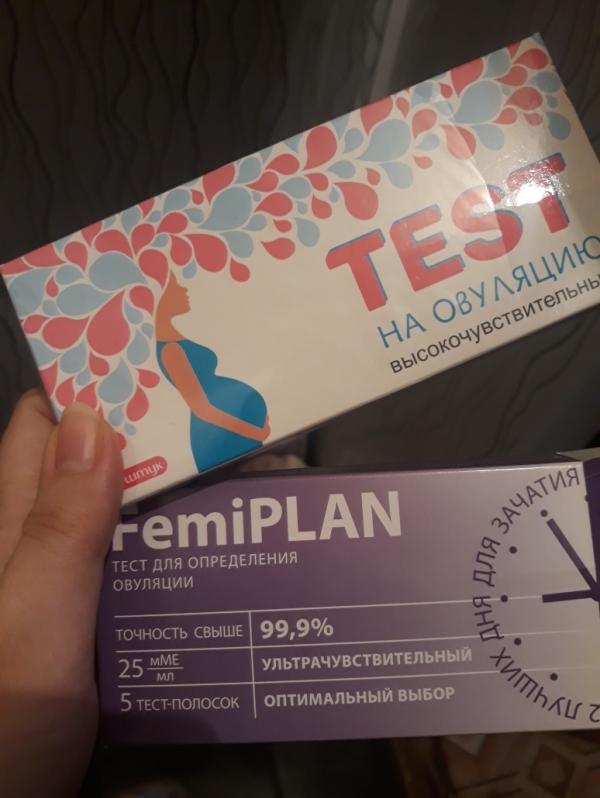 TEST
НА ОВУЛЯЦИЮ
ВЫСОКОЧУВСТВИТЕЛЬНЫ
штук
FemiPLAN
ТЕСТ ДЛЯ ОПРЕДЕЛЕНИЯ
ОВУЛЯЦИИ
ТОЧНОСТЬ СВЫШЕ 99,9%
25 мМЕ/мл УЛЬТРАЧУВСТВИТЕЛЬНЫЙ
5 ТЕСТ-ПОЛОСОК ОПТИМАЛЬНЫЙ ВЫБОР
2 ЛУЧШИХ ДНЯ ДЛЯ ЗАЧАТИЯ